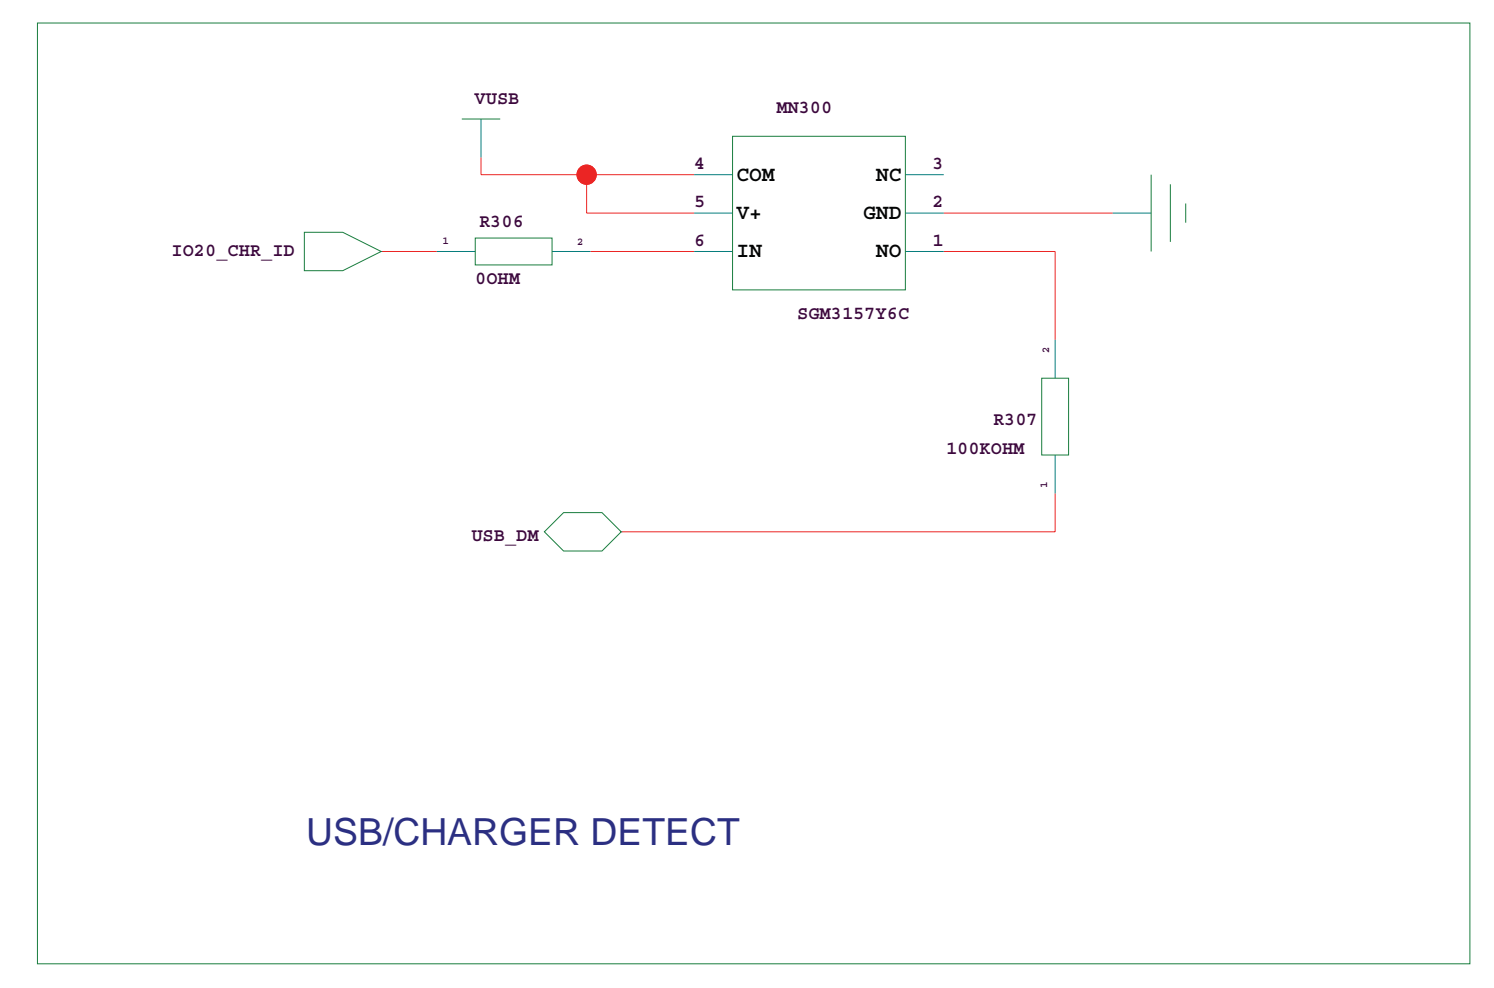 VUSB
MN300
4
COM
NC
3
5
V+
GND
2
R306
IO20_CHR_ID
1
2
6
IN
NO
1
0OHM
SGM3157Y6C
2
R307
100KOHM
1
USB_DM
USB/CHARGER DETECT